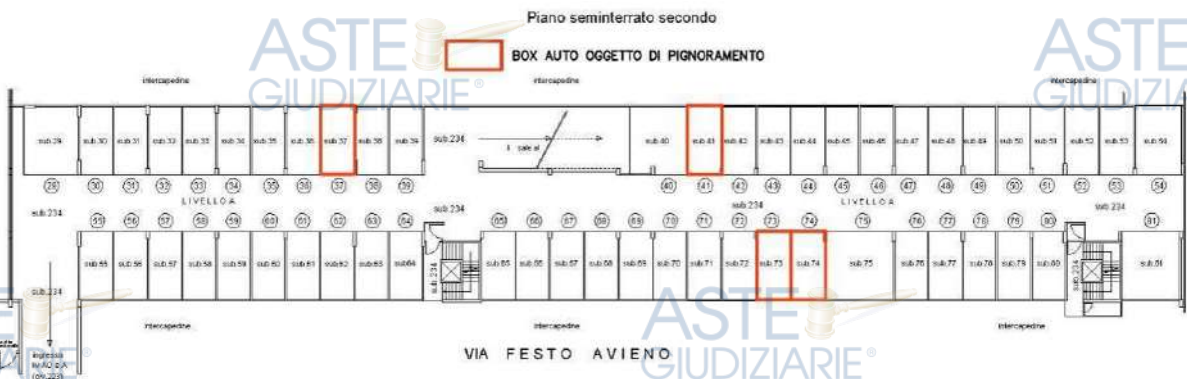 Piano seminterrato secondo
BOX AUTO OGGETTO DI PIGNORAMENTO
ASTE GIUDIZIARIE®
ASTE GIUDIZIARIE
intercapedine intercapedine intercapedine
sub.29 sub.30 sub.31 sub.32 sub.33 sub.34 sub.35 sub.36 sub.37 sub.38 sub.39 sub.234 sale al sub.40 sub.41 sub.42 sub.43 sub.44 sub.45 sub.46 sub.47 sub.48 sub.49 sub.50 sub.51 sub.52 sub.53 sub.54
29 30 31 32 33 34 35 36 37 38 39 40 41 42 43 44 45 46 47 48 49 50 51 52 53 54
LIVELLO A LIVELLO A
sub.234 sub.234 sub.234 sub.234
55 56 57 58 59 60 61 62 63 64 65 66 67 68 69 70 71 72 73 74 75 76 77 78 79 80 81
sub.55 sub.56 sub.57 sub.58 sub.59 sub.60 sub.61 sub.62 sub.63 sub.64 sub.234 sub.65 sub.66 sub.67 sub.68 sub.69 sub.70 sub.71 sub.72 sub.73 sub.74 sub.75 sub.76 sub.77 sub.78 sub.79 sub.80 sub.234 sub.81
sub.234
intercapedine intercapedine intercapedine
ASTE GIUDIZIARIE®
VIA FESTO AVIENO
ingresso
ZIARIE®